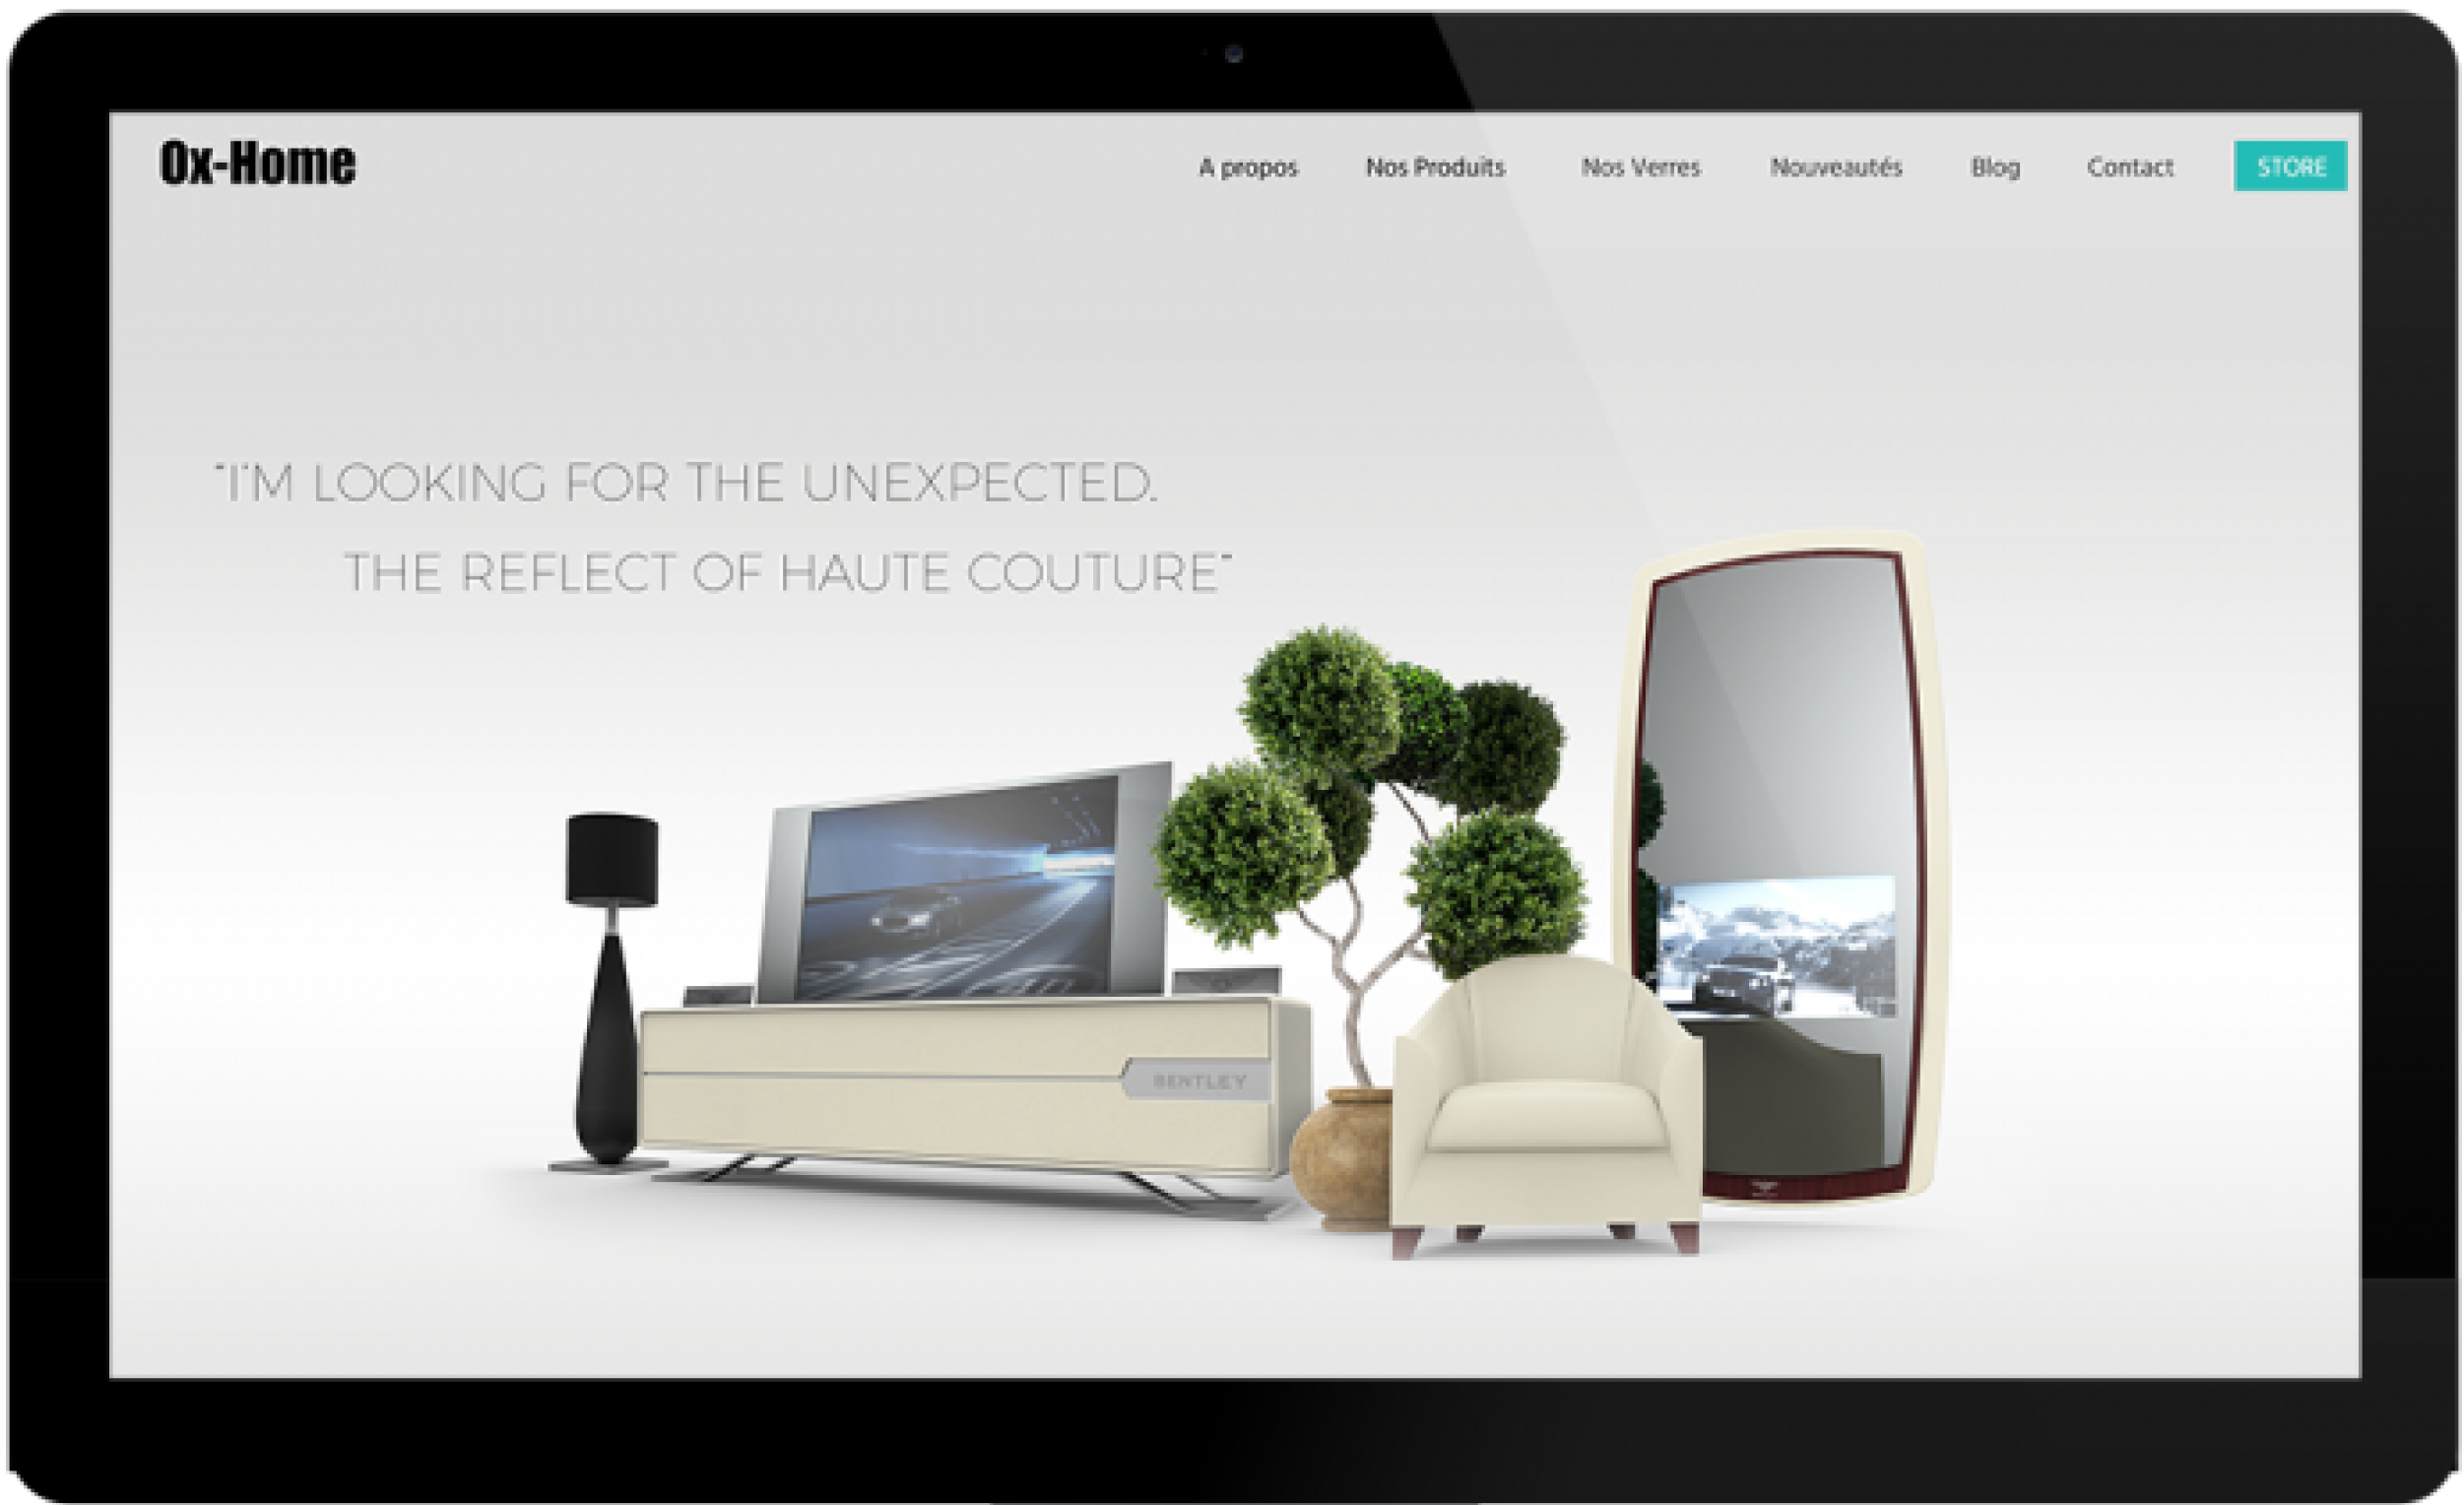 Ox-Home
A propos Nos Produits Nos Verres Nouveautés Blog Contact STORE
"I'M LOOKING FOR THE UNEXPECTED.
THE REFLECT OF HAUTE COUTURE"
BENTLEY